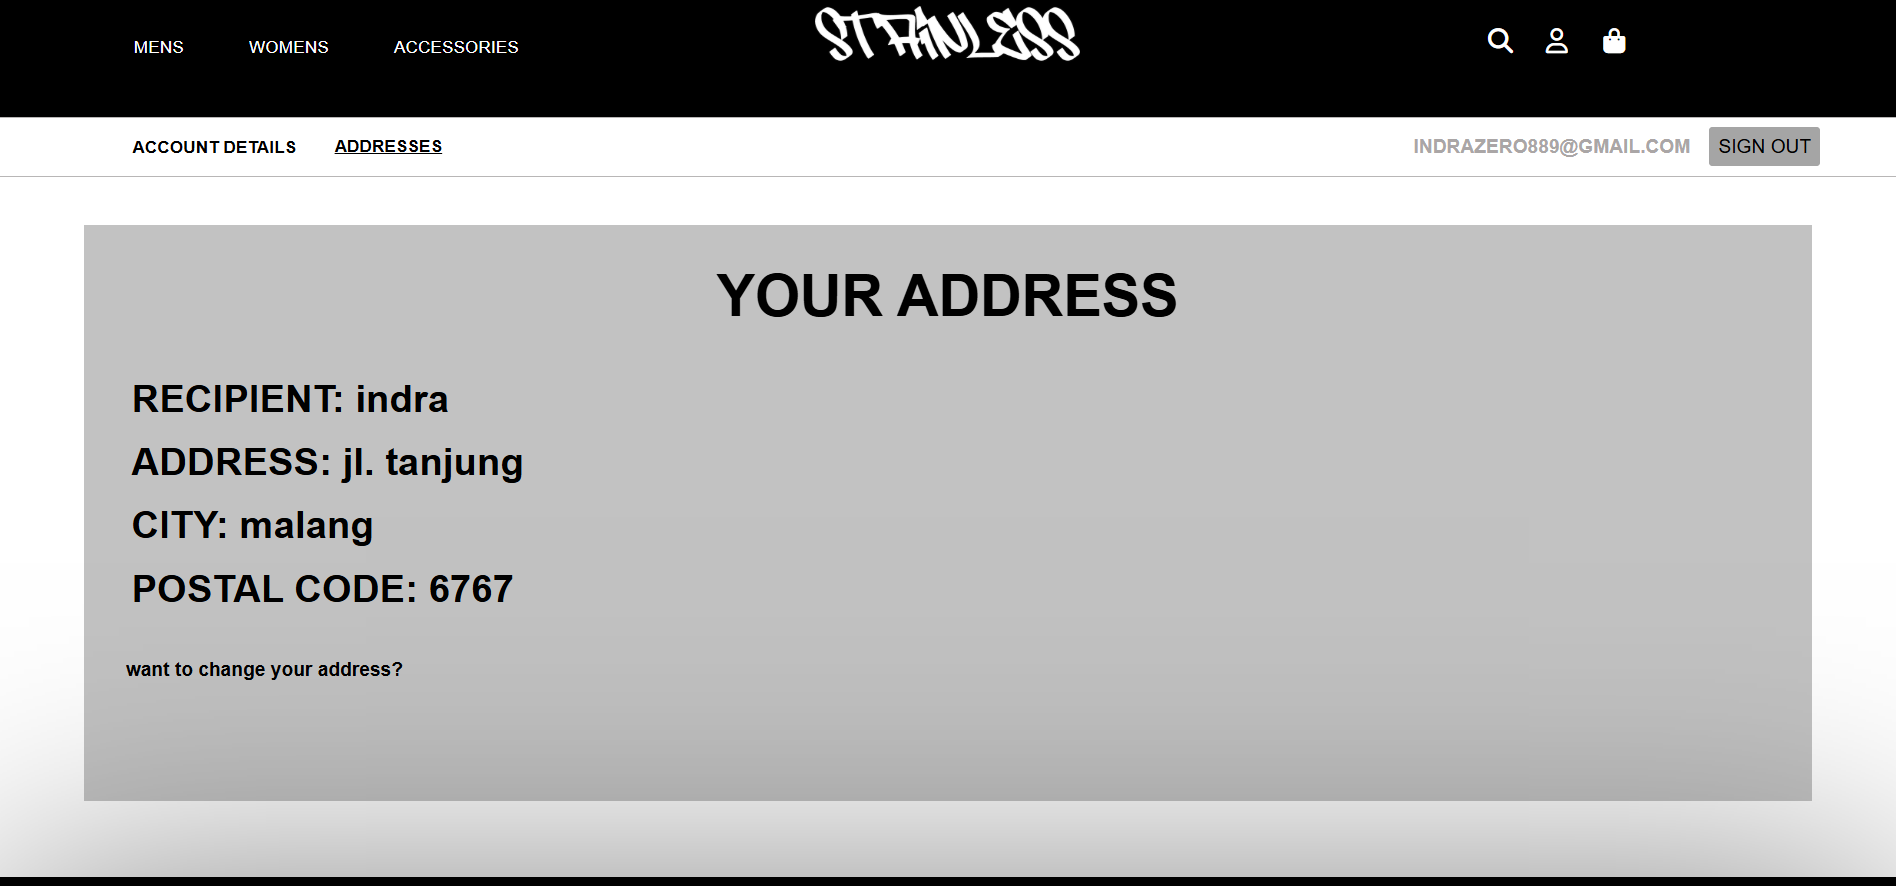 MENS WOMENS ACCESSORIES STAINLESS
ACCOUNT DETAILS ADDRESSES INDRAZERO889@GMAIL.COM SIGN OUT
YOUR ADDRESS
RECIPIENT: indra
ADDRESS: jl. tanjung
CITY: malang
POSTAL CODE: 6767
want to change your address?